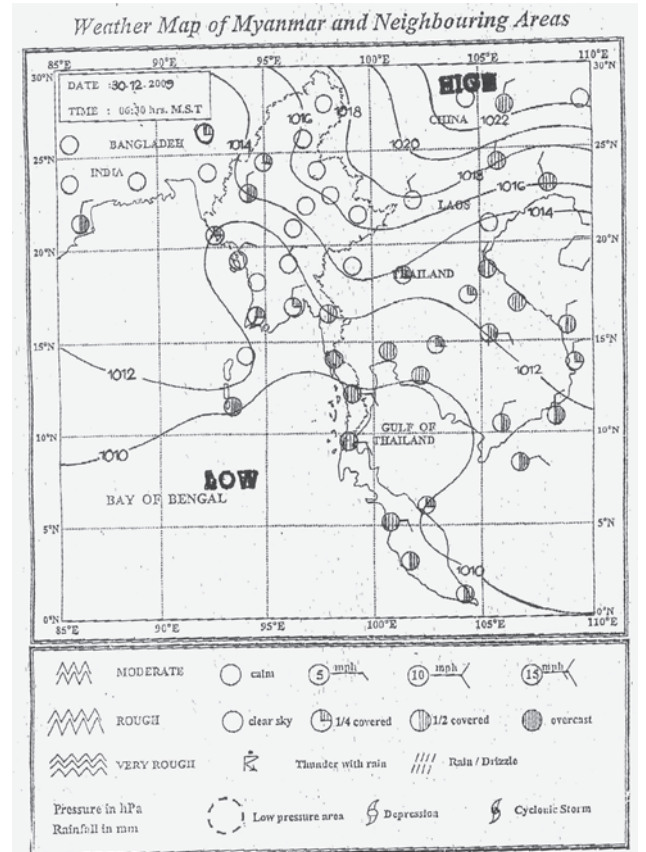 Weather Map of Myanmar and Neighbouring Areas
85°E 90°E 95°E 100°E 105°E 110°E
30°N 30°N
DATE : 30-12-2009
TIME : 06:30 hrs. M.S.T
HIGH
CHINA 1022
1016 1018
1020
BANGLADEH 1014
25°N 25°N
INDIA
1018
1016
LAOS
1014
20°N 20°N
THAILAND
15°N 15°N
1012 1012
GULF OF
THAILAND
10°N 10°N
1010
LOW
BAY OF BENGAL
5°N 5°N
1010
0°N 0°N
85°E 90°E 95°E 100°E 105°E 110°E
MODERATE calm 5 mph 10 mph 15 mph
ROUGH clear sky 1/4 covered 1/2 covered overcast
VERY ROUGH Thunder with rain Rain / Drizzle
Pressure in hPa
Rainfall in mm
Low pressure area Depression Cyclonic Storm